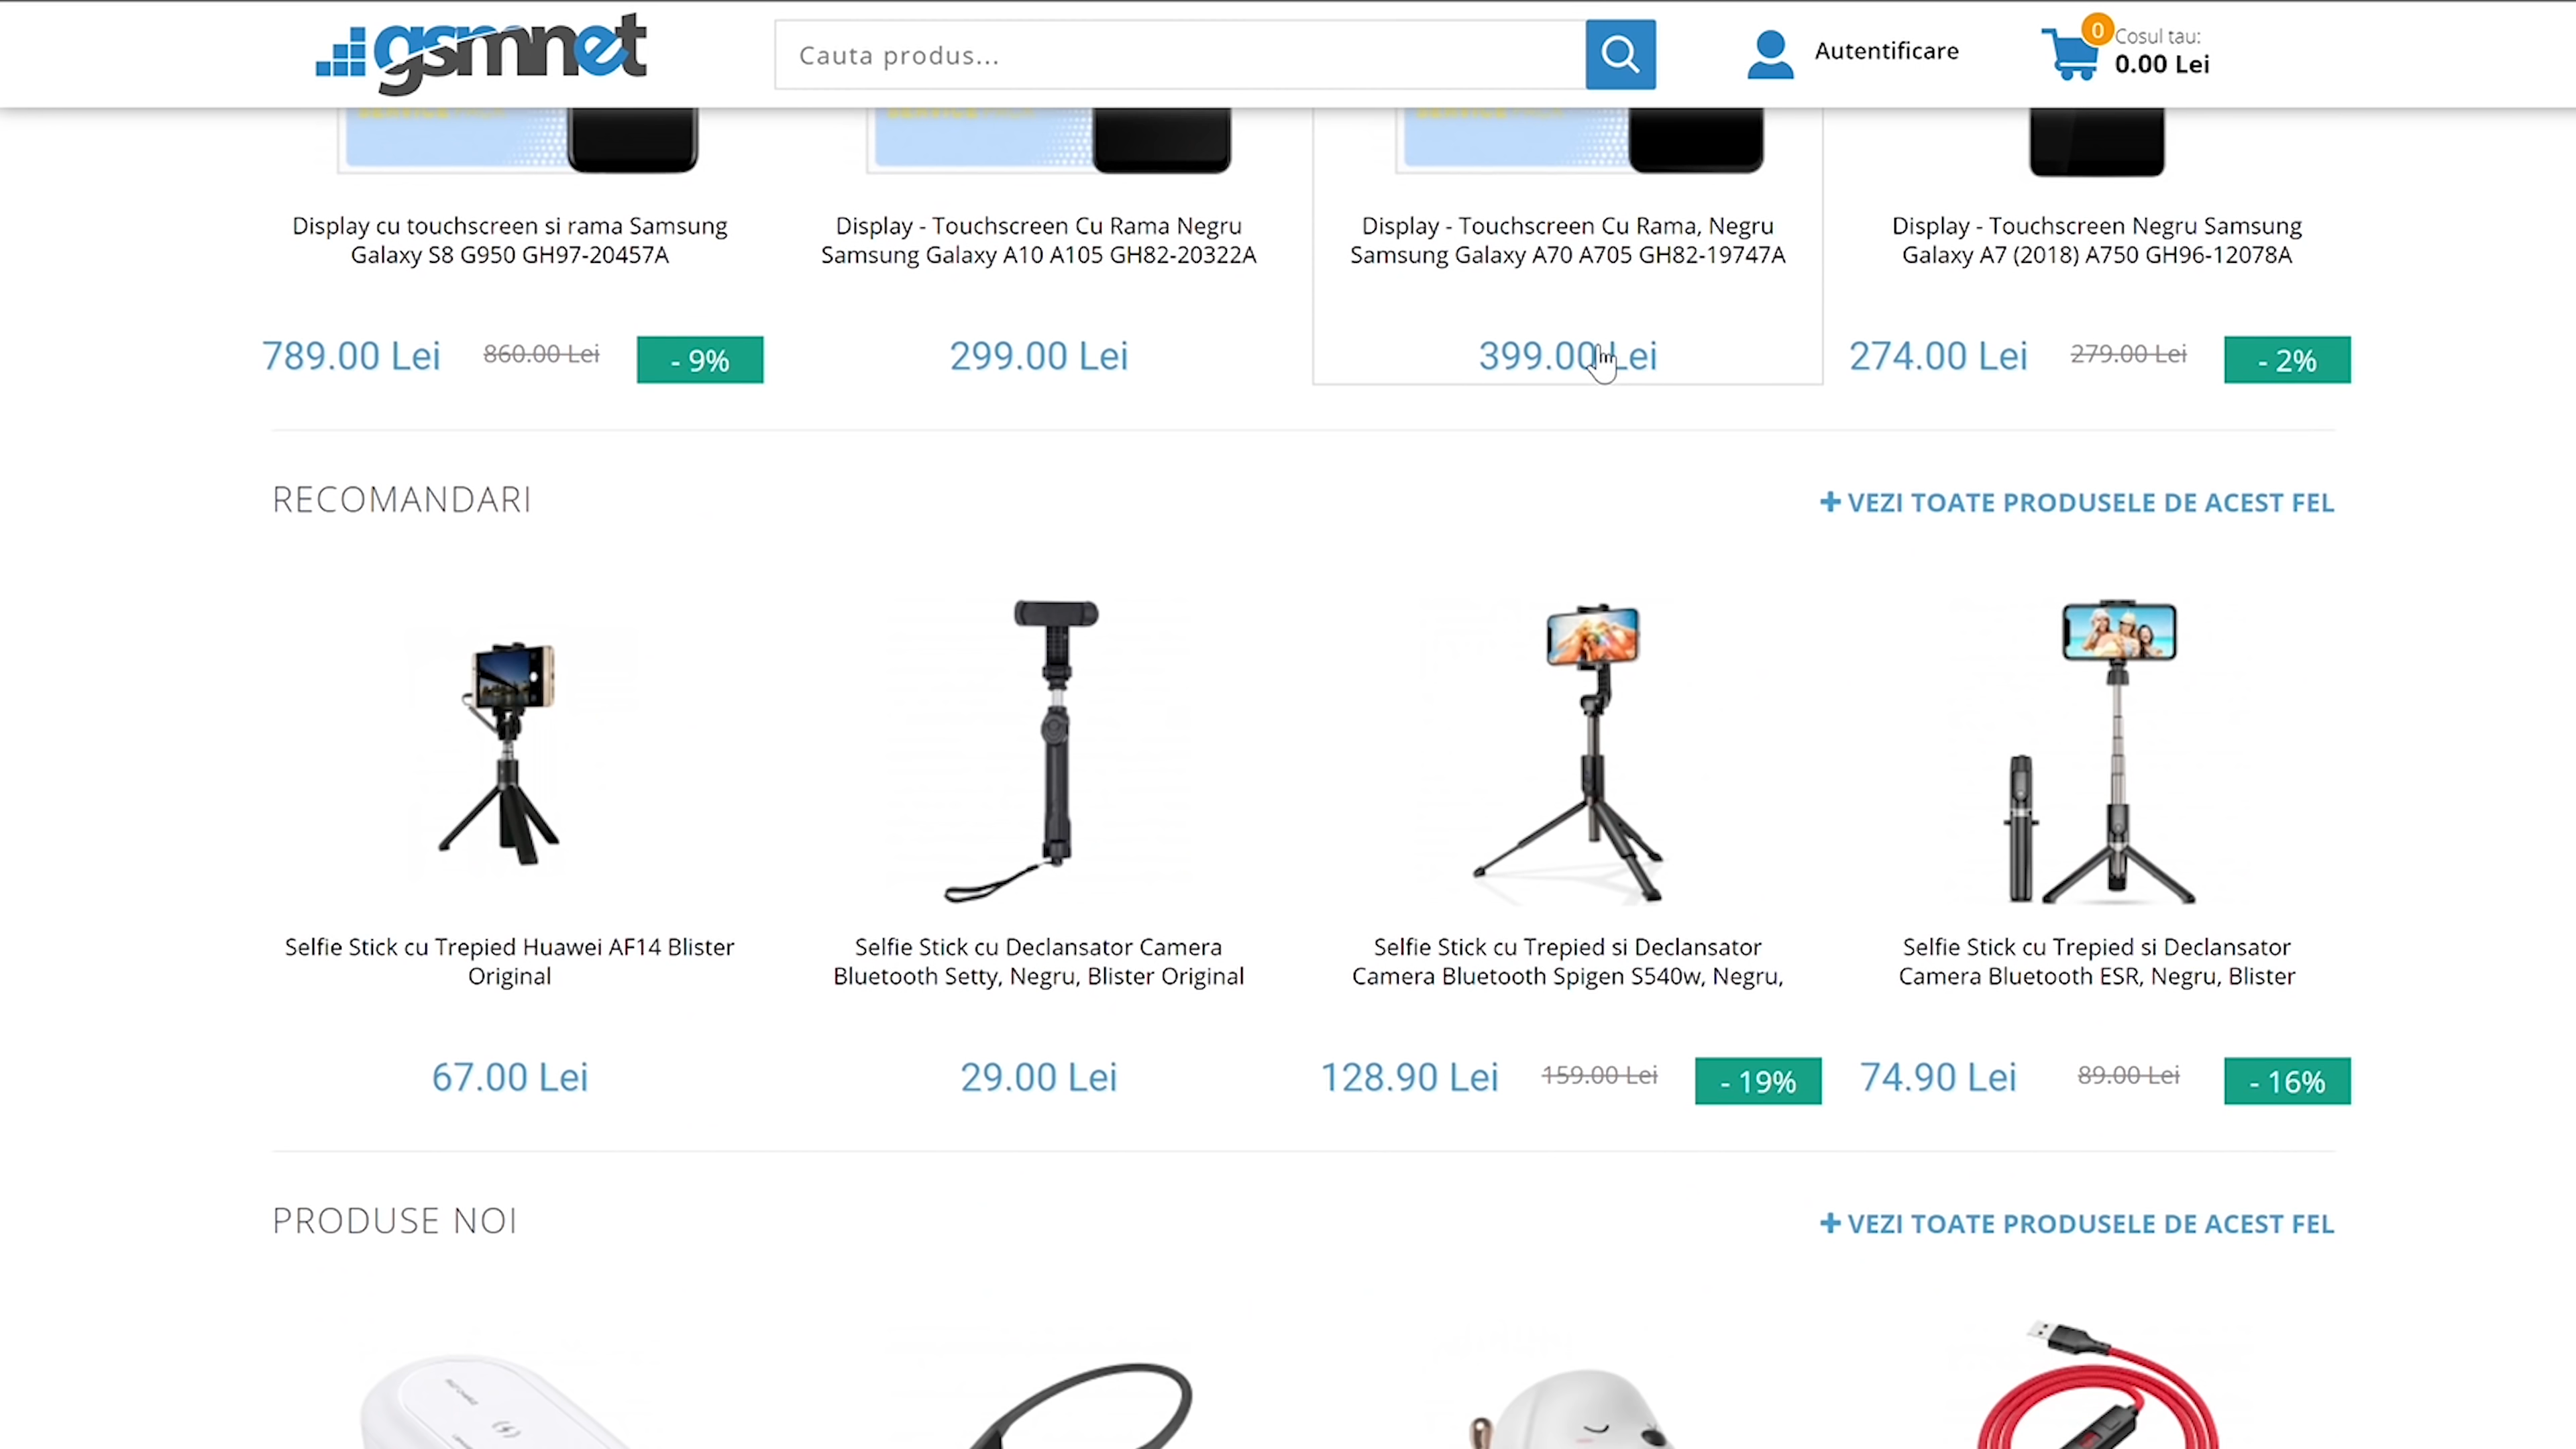 gsmnet
Cauta produs...
Autentificare
0
Cosul tau:
0.00 Lei
Display cu touchscreen si rama Samsung
Galaxy S8 G950 GH97-20457A
Display - Touchscreen Cu Rama Negru
Samsung Galaxy A10 A105 GH82-20322A
Display - Touchscreen Cu Rama, Negru
Samsung Galaxy A70 A705 GH82-19747A
Display - Touchscreen Negru Samsung
Galaxy A7 (2018) A750 GH96-12078A
789.00 Lei 860.00 Lei - 9%
299.00 Lei
399.00 Lei
274.00 Lei 279.00 Lei - 2%
RECOMANDARI
+ VEZI TOATE PRODUSELE DE ACEST FEL
Selfie Stick cu Trepied Huawei AF14 Blister
Original
Selfie Stick cu Declansator Camera
Bluetooth Setty, Negru, Blister Original
Selfie Stick cu Trepied si Declansator
Camera Bluetooth Spigen S540w, Negru,
Selfie Stick cu Trepied si Declansator
Camera Bluetooth ESR, Negru, Blister
67.00 Lei
29.00 Lei
128.90 Lei 159.00 Lei - 19%
74.90 Lei 89.00 Lei - 16%
PRODUSE NOI
+ VEZI TOATE PRODUSELE DE ACEST FEL